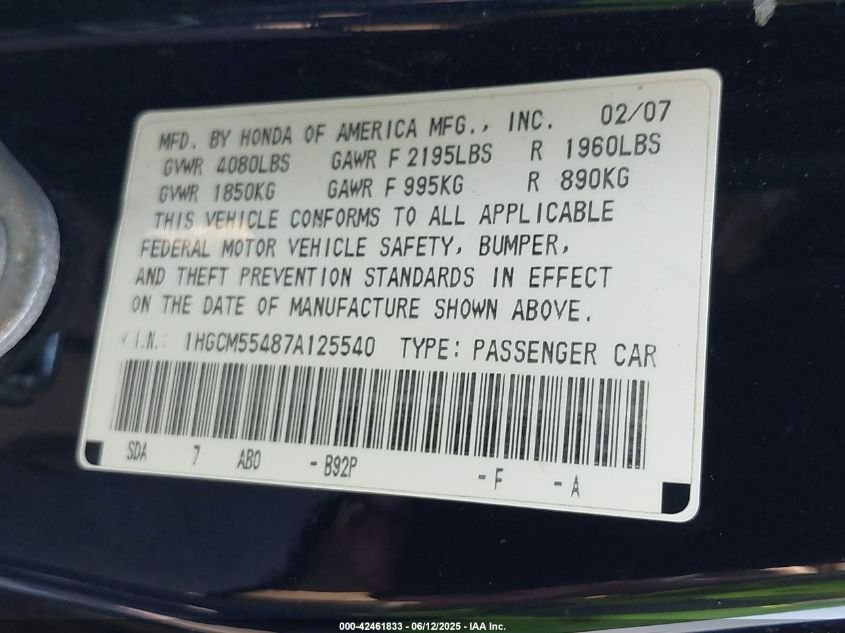 MFD. BY HONDA OF AMERICA MFG., INC. 02/07
GVWR 4080LBS GAWR F 2195LBS R 1960LBS
GVWR 1850KG GAWR F 995KG R 890KG
THIS VEHICLE CONFORMS TO ALL APPLICABLE
FEDERAL MOTOR VEHICLE SAFETY, BUMPER,
AND THEFT PREVENTION STANDARDS IN EFFECT
ON THE DATE OF MANUFACTURE SHOWN ABOVE.
V.I.N.: 1HGCM55487A125540 TYPE: PASSENGER CAR
SDA 7 AB0 - B92P - F - A
000-42461833 - 06/12/2025 - IAA Inc.